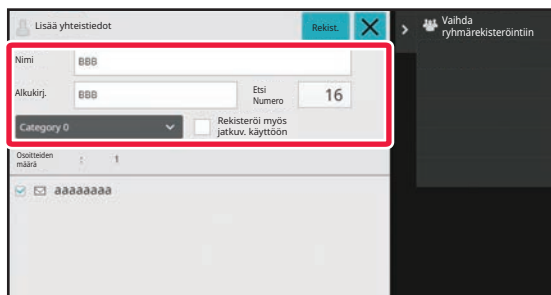 Lisää yhteistiedot
Rekist.
Vaihda
ryhmärekisteröintiin
Nimi
BBB
Alkukirj.
BBB
Etsi
Numero
16
Category 0
Rekisteröi myös
jatkuv. käyttöön
Osoitteiden
määrä
:
1
aaaaaaaa